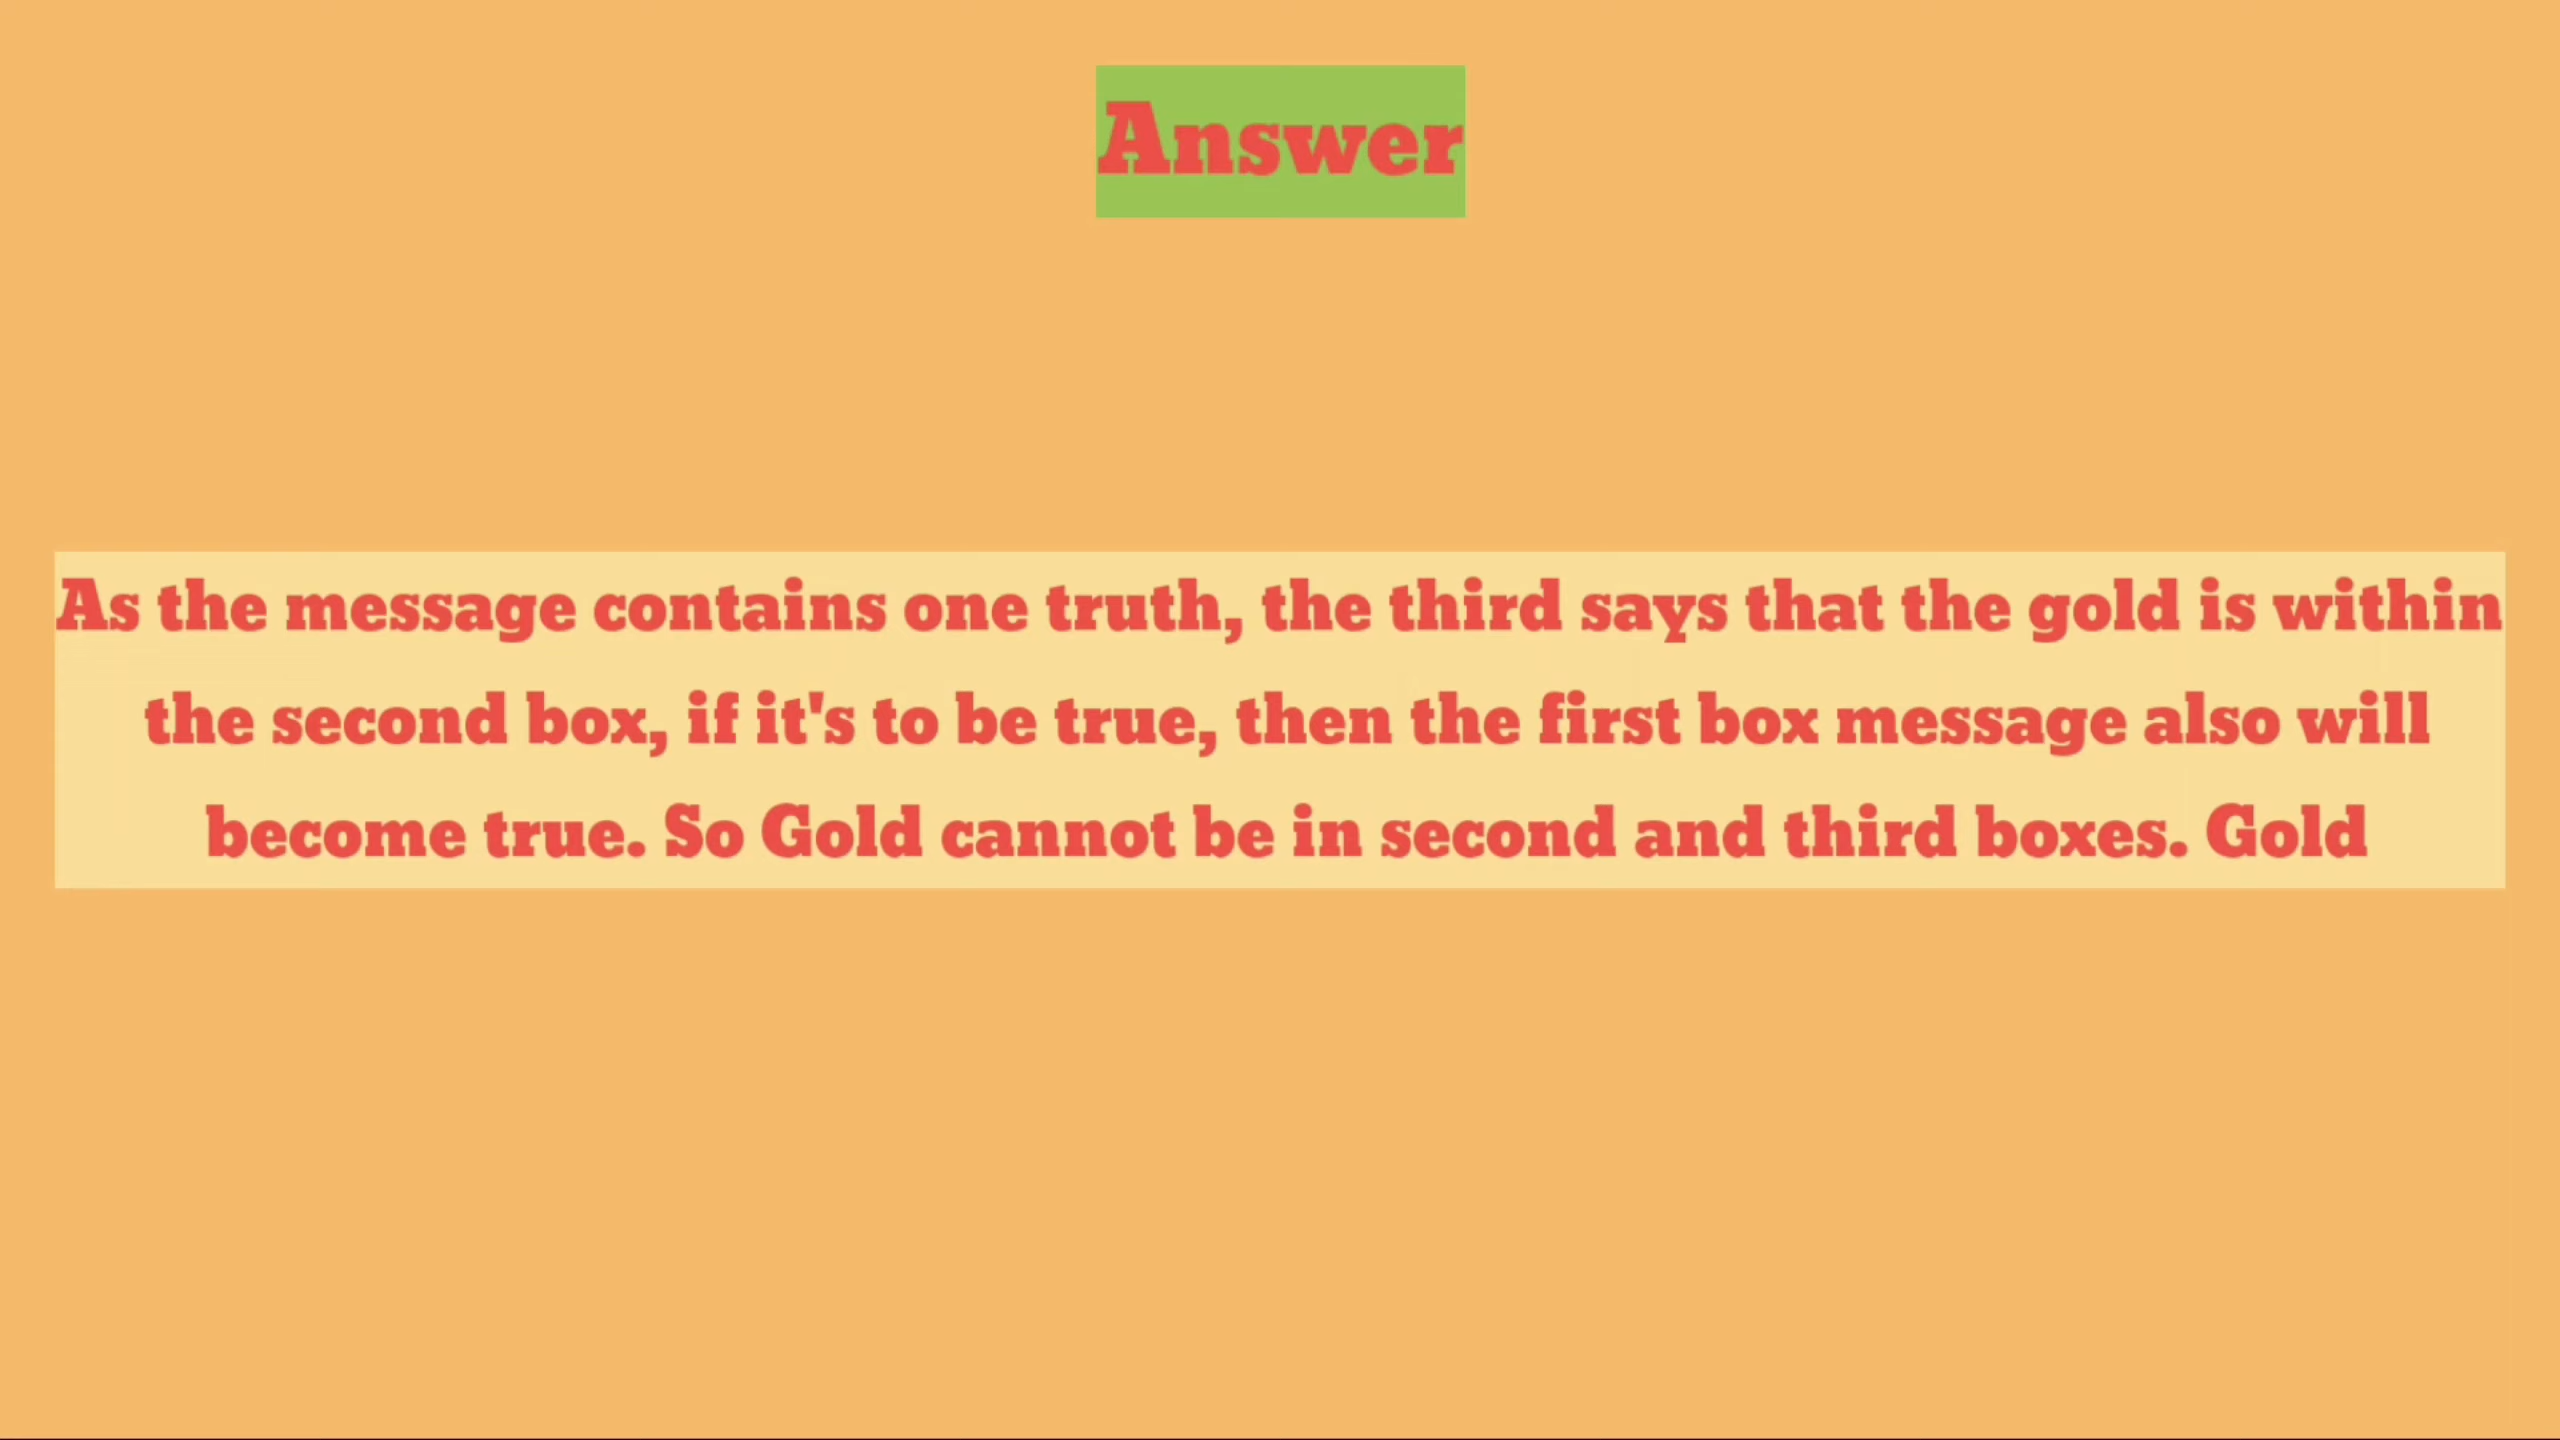 Answer
As the message contains one truth, the third says that the gold is within
the second box, if it's to be true, then the first box message also will
become true. So Gold cannot be in second and third boxes. Gold